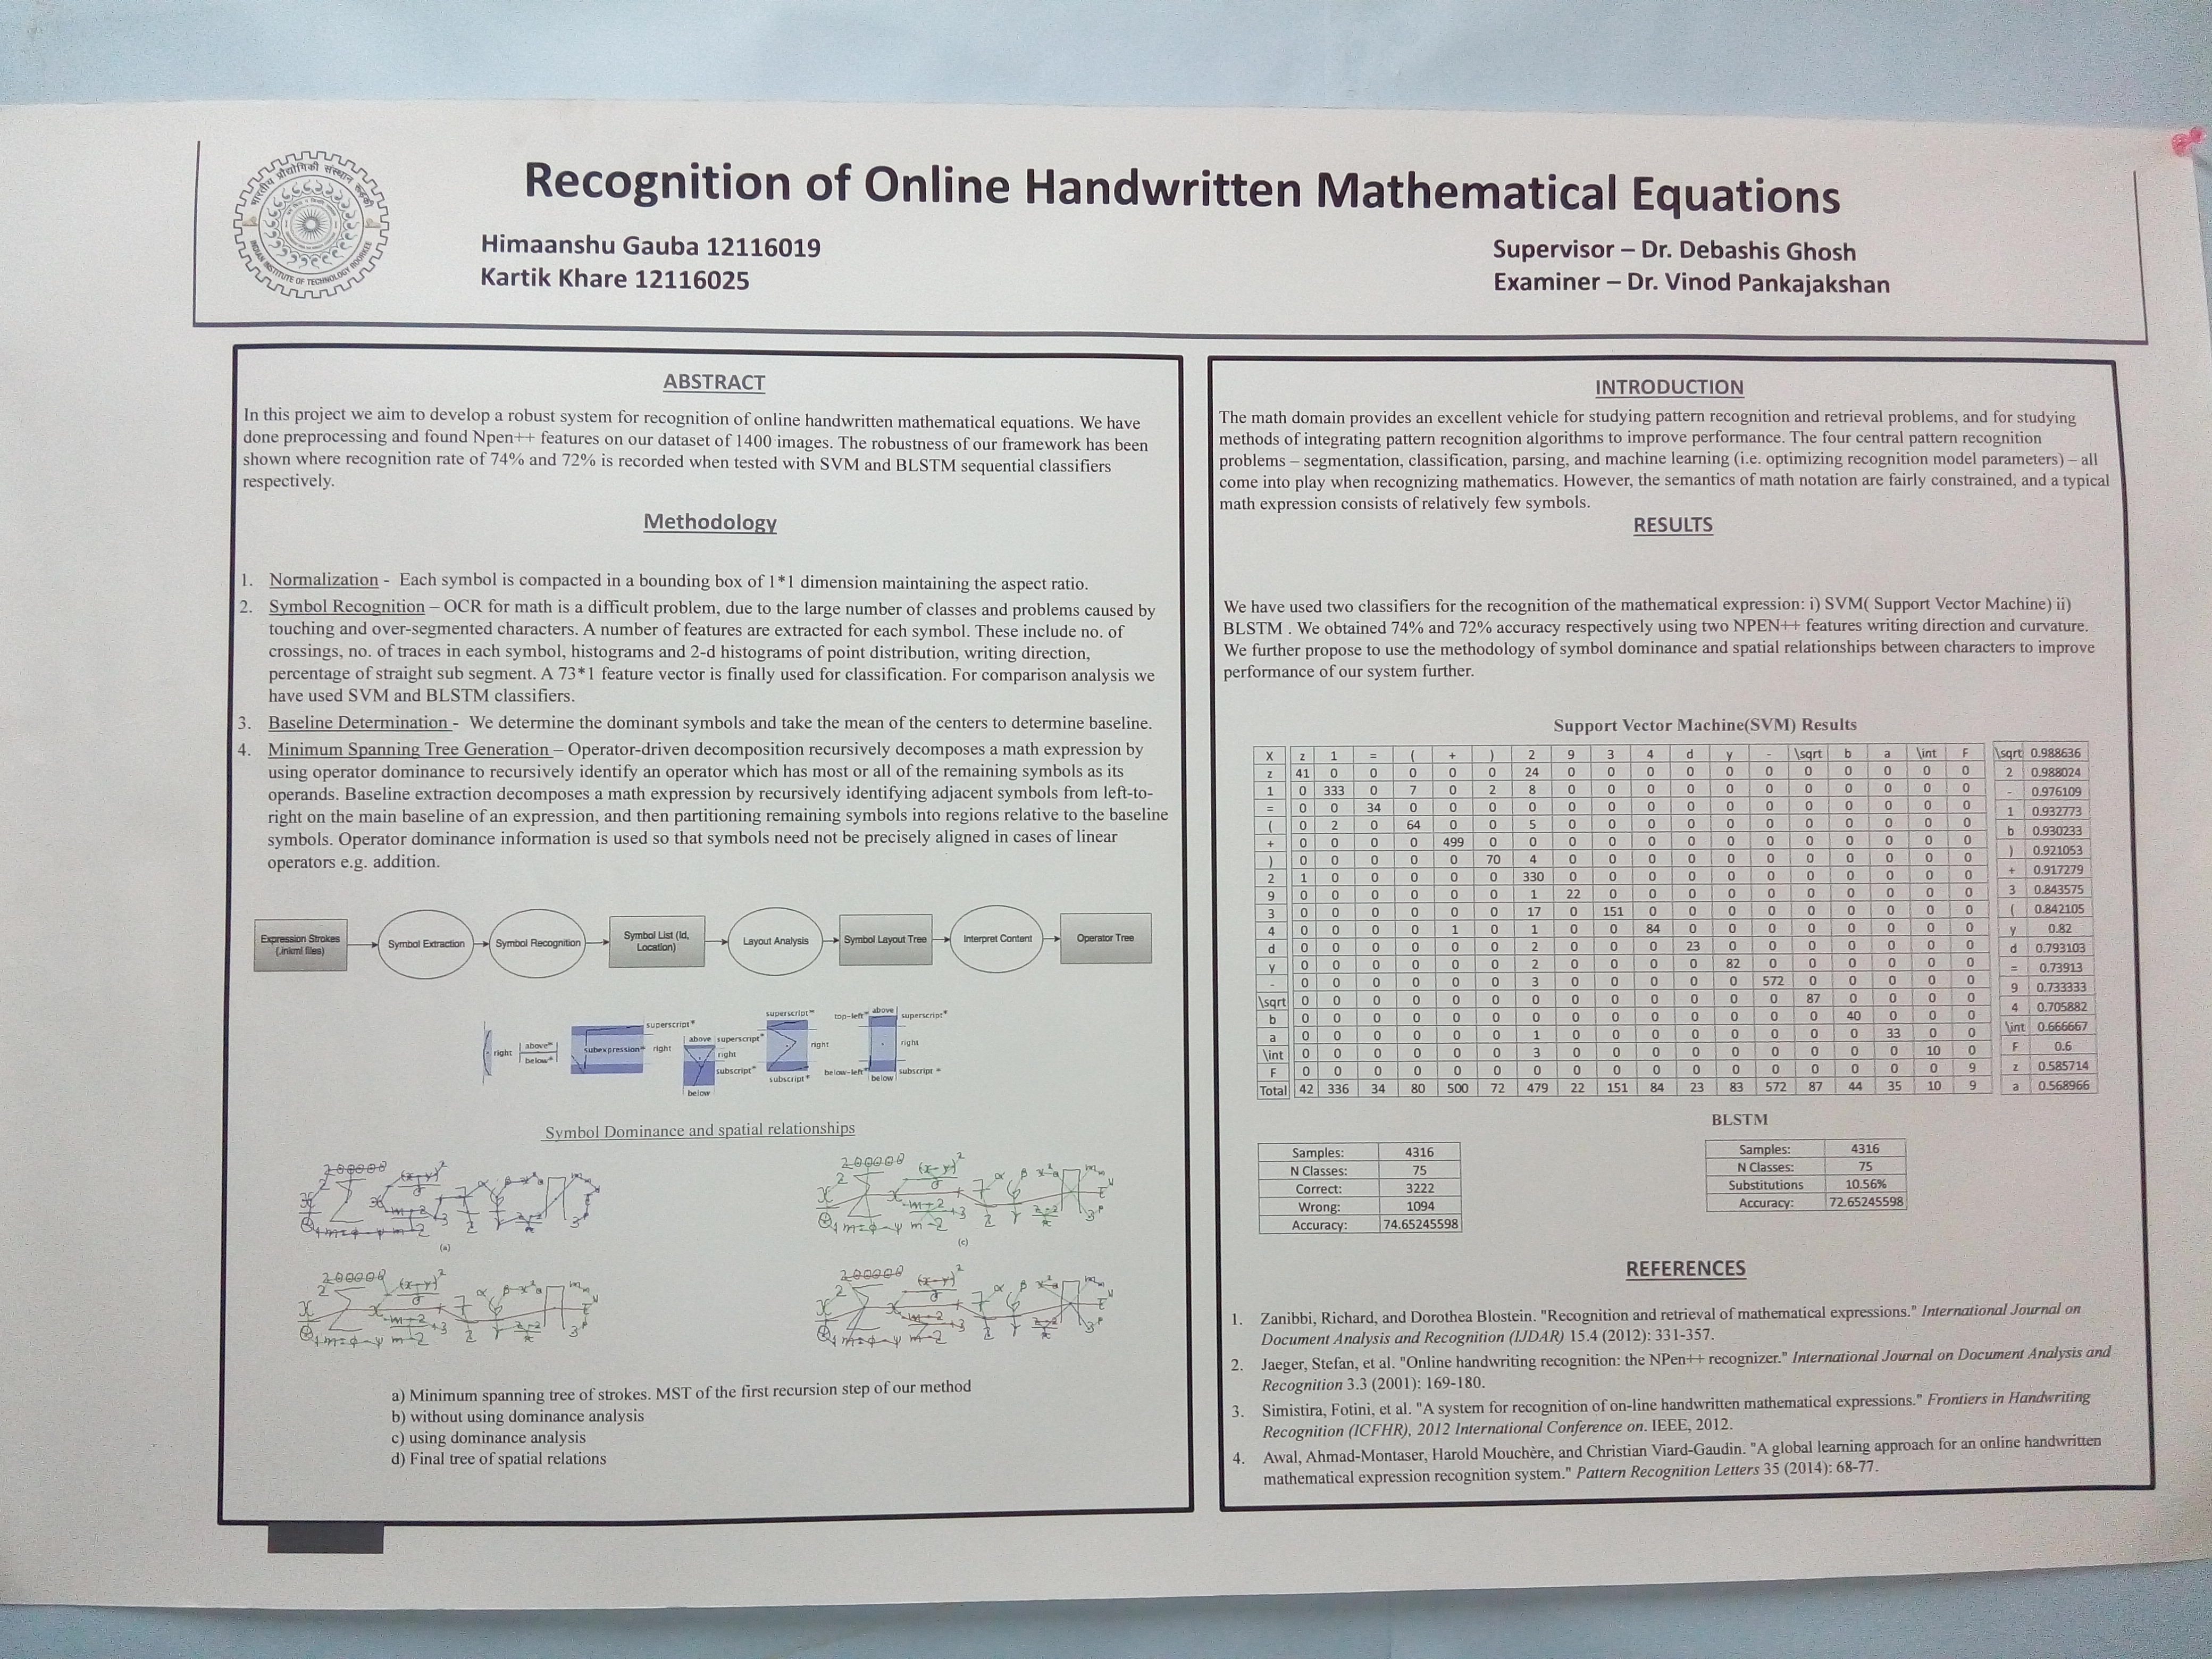 भारतीय प्रौद्योगिकी संस्थान रूड़की
INDIAN INSTITUTE OF TECHNOLOGY ROORKEE
Recognition of Online Handwritten Mathematical Equations
Himaanshu Gauba 12116019
Kartik Khare 12116025
Supervisor – Dr. Debashis Ghosh
Examiner – Dr. Vinod Pankajakshan
ABSTRACT
In this project we aim to develop a robust system for recognition of online handwritten mathematical equations. We have
done preprocessing and found Npen++ features on our dataset of 1400 images. The robustness of our framework has been
shown where recognition rate of 74% and 72% is recorded when tested with SVM and BLSTM sequential classifiers
respectively.
Methodology
1. Normalization - Each symbol is compacted in a bounding box of 1*1 dimension maintaining the aspect ratio.
2. Symbol Recognition – OCR for math is a difficult problem, due to the large number of classes and problems caused by
touching and over-segmented characters. A number of features are extracted for each symbol. These include no. of
crossings, no. of traces in each symbol, histograms and 2-d histograms of point distribution, writing direction,
percentage of straight sub segment. A 73*1 feature vector is finally used for classification. For comparison analysis we
have used SVM and BLSTM classifiers.
3. Baseline Determination - We determine the dominant symbols and take the mean of the centers to determine baseline.
4. Minimum Spanning Tree Generation – Operator-driven decomposition recursively decomposes a math expression by
using operator dominance to recursively identify an operator which has most or all of the remaining symbols as its
operands. Baseline extraction decomposes a math expression by recursively identifying adjacent symbols from left-to-
right on the main baseline of an expression, and then partitioning remaining symbols into regions relative to the baseline
symbols. Operator dominance information is used so that symbols need not be precisely aligned in cases of linear
operators e.g. addition.
Expression Strokes
(.inkml files)
Symbol Extraction
Symbol Recognition
Symbol List (Id,
Location)
Layout Analysis
Symbol Layout Tree
Interpret Content
Operator Tree
right
above*
below*
superscript*
subexpression* right
above superscript*
right
subscript*
below
superscript*
right
subscript*
top-left* above superscript*
right
below-left* below subscript *
Symbol Dominance and spatial relationships
(a)
(c)
a) Minimum spanning tree of strokes. MST of the first recursion step of our method
b) without using dominance analysis
c) using dominance analysis
d) Final tree of spatial relations
INTRODUCTION
The math domain provides an excellent vehicle for studying pattern recognition and retrieval problems, and for studying
methods of integrating pattern recognition algorithms to improve performance. The four central pattern recognition
problems – segmentation, classification, parsing, and machine learning (i.e. optimizing recognition model parameters) – all
come into play when recognizing mathematics. However, the semantics of math notation are fairly constrained, and a typical
math expression consists of relatively few symbols.
RESULTS
We have used two classifiers for the recognition of the mathematical expression: i) SVM( Support Vector Machine) ii)
BLSTM . We obtained 74% and 72% accuracy respectively using two NPEN++ features writing direction and curvature.
We further propose to use the methodology of symbol dominance and spatial relationships between characters to improve
performance of our system further.
Support Vector Machine(SVM) Results
X z 1 = ( + ) 2 9 3 4 d y - \sqrt b a \int F
z 41 0 0 0 0 0 24 0 0 0 0 0 0 0 0 0 0 0
1 0 333 0 7 0 2 8 0 0 0 0 0 0 0 0 0 0 0
= 0 0 34 0 0 0 0 0 0 0 0 0 0 0 0 0 0 0
( 0 2 0 64 0 0 5 0 0 0 0 0 0 0 0 0 0 0
+ 0 0 0 0 499 0 0 0 0 0 0 0 0 0 0 0 0 0
) 0 0 0 0 0 70 4 0 0 0 0 0 0 0 0 0 0 0
2 1 0 0 0 0 0 330 0 0 0 0 0 0 0 0 0 0 0
9 0 0 0 0 0 0 1 22 0 0 0 0 0 0 0 0 0 0
3 0 0 0 0 0 0 17 0 151 0 0 0 0 0 0 0 0 0
4 0 0 0 0 1 0 1 0 0 84 0 0 0 0 0 0 0 0
d 0 0 0 0 0 0 2 0 0 0 23 0 0 0 0 0 0 0
y 0 0 0 0 0 0 2 0 0 0 0 82 0 0 0 0 0 0
- 0 0 0 0 0 0 3 0 0 0 0 0 572 0 0 0 0 0
\sqrt 0 0 0 0 0 0 0 0 0 0 0 0 0 87 0 0 0 0
b 0 0 0 0 0 0 0 0 0 0 0 0 0 0 40 0 0 0
a 0 0 0 0 0 0 1 0 0 0 0 0 0 0 0 33 0 0
\int 0 0 0 0 0 0 3 0 0 0 0 0 0 0 0 0 10 0
F 0 0 0 0 0 0 0 0 0 0 0 0 0 0 0 0 0 9
Total 42 336 34 80 500 72 479 22 151 84 23 83 572 87 44 35 10 9
\sqrt 0.988636
2 0.988024
- 0.976109
1 0.932773
b 0.930233
) 0.921053
+ 0.917279
3 0.843575
( 0.842105
y 0.82
d 0.793103
= 0.73913
9 0.733333
4 0.705882
\int 0.666667
F 0.6
z 0.585714
a 0.568966
Samples: 4316
N Classes: 75
Correct: 3222
Wrong: 1094
Accuracy: 74.65245598
BLSTM
Samples: 4316
N Classes: 75
Substitutions 10.56%
Accuracy: 72.65245598
REFERENCES
1. Zanibbi, Richard, and Dorothea Blostein. "Recognition and retrieval of mathematical expressions." International Journal on
Document Analysis and Recognition (IJDAR) 15.4 (2012): 331-357.
2. Jaeger, Stefan, et al. "Online handwriting recognition: the NPen++ recognizer." International Journal on Document Analysis and
Recognition 3.3 (2001): 169-180.
3. Simistira, Fotini, et al. "A system for recognition of on-line handwritten mathematical expressions." Frontiers in Handwriting
Recognition (ICFHR), 2012 International Conference on. IEEE, 2012.
4. Awal, Ahmad-Montaser, Harold Mouchère, and Christian Viard-Gaudin. "A global learning approach for an online handwritten
mathematical expression recognition system." Pattern Recognition Letters 35 (2014): 68-77.